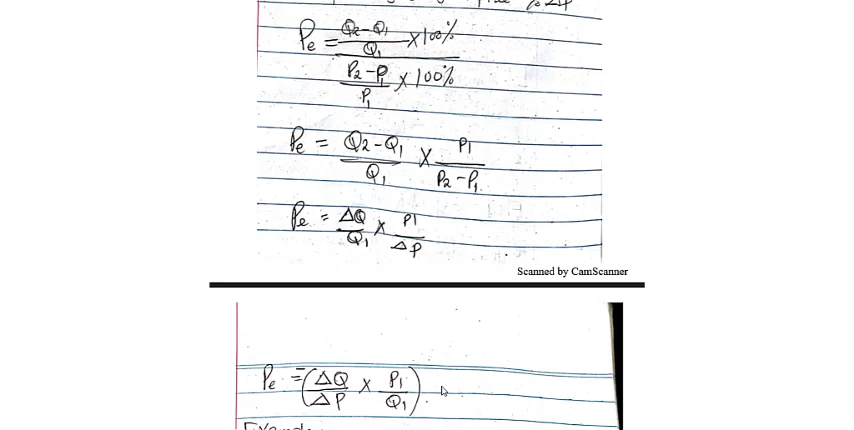 % ΔP
Pe = Q2-Q1/Q1 × 100% / P2-P1/P1 × 100%
Pe = Q2-Q1/Q1 × P1/P2-P1
Pe = ΔQ/Q1 × P1/ΔP
Scanned by CamScanner
Pe = (ΔQ/ΔP × P1/Q1).